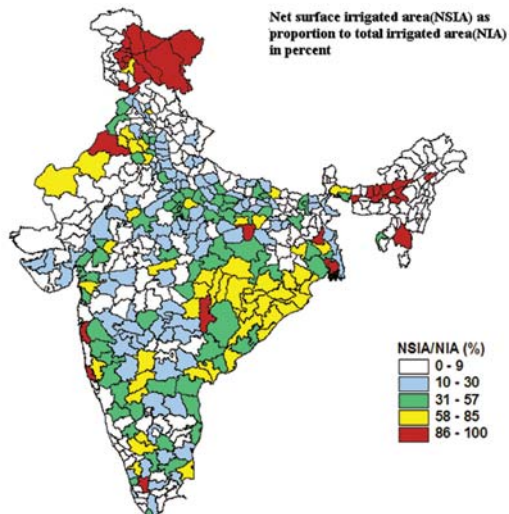 Net surface irrigated area(NSIA) as
proportion to total irrigated area(NIA)
in percent
NSIA/NIA (%)
0 - 9
10 - 30
31 - 57
58 - 85
86 - 100